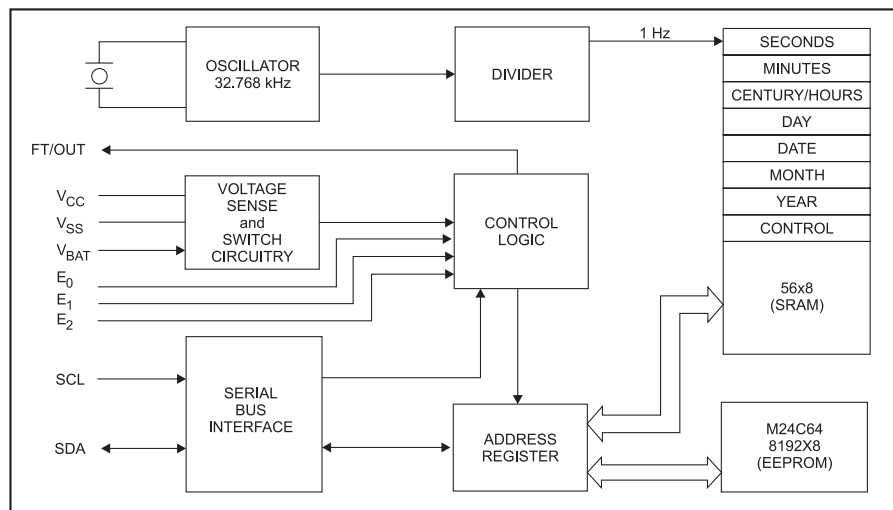 OSCILLATOR
32.768 kHz
DIVIDER
1 Hz
SECONDS
MINUTES
CENTURY/HOURS
DAY
DATE
MONTH
YEAR
CONTROL
56x8
(SRAM)
FT/OUT
VCC
VSS
VBAT
E0
E1
E2
VOLTAGE
SENSE
and
SWITCH
CIRCUITRY
CONTROL
LOGIC
SCL
SDA
SERIAL
BUS
INTERFACE
ADDRESS
REGISTER
M24C64
8192X8
(EEPROM)